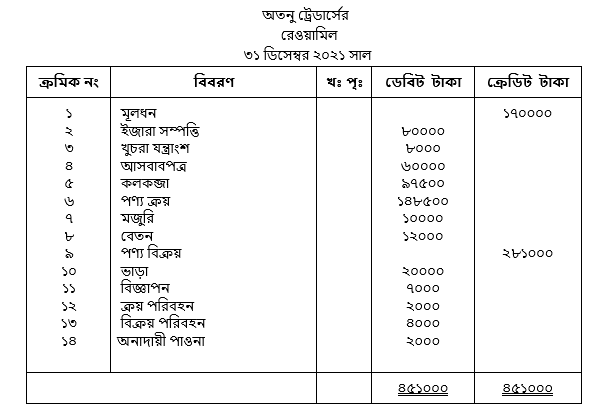 অতনু ট্রেডার্সের
রেওয়ামিল
৩১ ডিসেম্বর ২০২১ সাল
ক্রমিক নং বিবরণ খঃ পৃঃ ডেবিট টাকা ক্রেডিট টাকা
১ মূলধন ১৭০০০০
২ ইজারা সম্পত্তি ৮০০০০
৩ খুচরা যন্ত্রাংশ ৮০০০
৪ আসবাবপত্র ৬০০০০
৫ কলকব্জা ৯৭৫০০
৬ পণ্য ক্রয় ১৪৮৫০০
৭ মজুরি ১০০০০
৮ বেতন ১২০০০
৯ পণ্য বিক্রয় ২৮১০০০
১০ ভাড়া ২০০০০
১১ বিজ্ঞাপন ৭০০০
১২ ক্রয় পরিবহন ২০০০
১৩ বিক্রয় পরিবহন ৪০০০
১৪ অনাদায়ী পাওনা ২০০০
৪৫১০০০ ৪৫১০০০